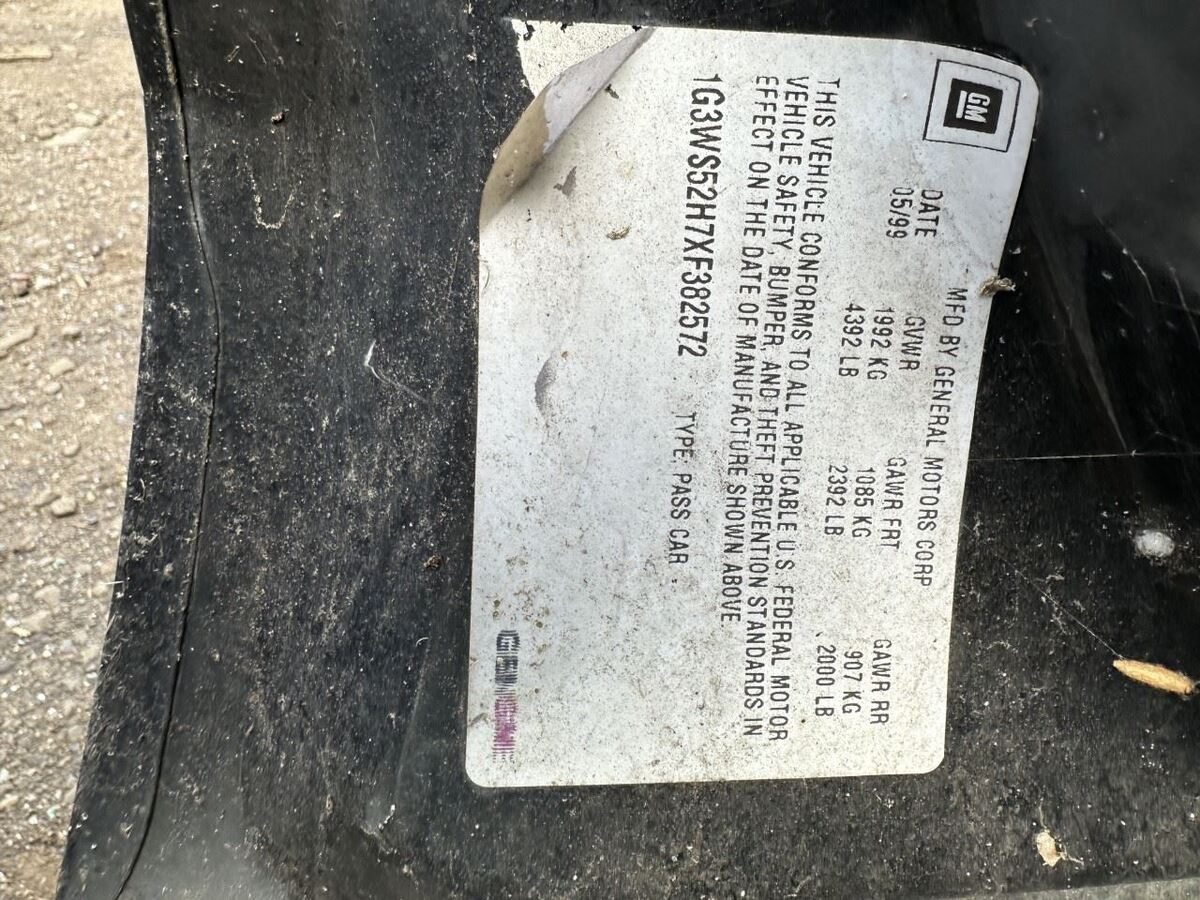 GM
MFD BY GENERAL MOTORS CORP
DATE GVWR GAWR FRT GAWR RR
05/99 1992 KG 1085 KG 907 KG
4392 LB 2392 LB 2000 LB
THIS VEHICLE CONFORMS TO ALL APPLICABLE U.S. FEDERAL MOTOR
VEHICLE SAFETY, BUMPER, AND THEFT PREVENTION STANDARDS IN
EFFECT ON THE DATE OF MANUFACTURE SHOWN ABOVE.
1G3WS52H7XF382572 TYPE: PASS CAR